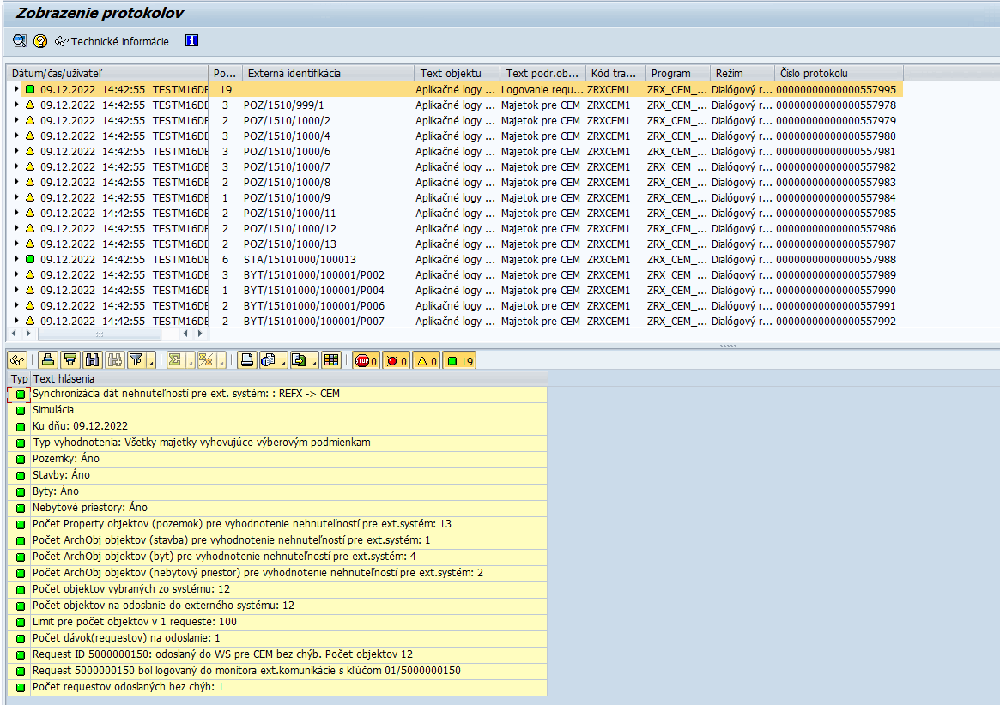 Zobrazenie protokolov
Technické informácie
Dátum/čas/užívateľ Po... Externá identifikácia Text objektu Text podr.ob... Kód tra... Program Režim Číslo protokolu
09.12.2022 14:42:55 TESTM16DE 19 Aplikačné logy ... Logovanie requ... ZRXCEM1 ZRX_CEM_... Dialógový r... 00000000000000557995
09.12.2022 14:42:55 TESTM16DE 3 POZ/1510/999/1 Aplikačné logy ... Majetok pre CEM ZRXCEM1 ZRX_CEM_... Dialógový r... 00000000000000557978
09.12.2022 14:42:55 TESTM16DE 2 POZ/1510/1000/2 Aplikačné logy ... Majetok pre CEM ZRXCEM1 ZRX_CEM_... Dialógový r... 00000000000000557979
09.12.2022 14:42:55 TESTM16DE 3 POZ/1510/1000/4 Aplikačné logy ... Majetok pre CEM ZRXCEM1 ZRX_CEM_... Dialógový r... 00000000000000557980
09.12.2022 14:42:55 TESTM16DE 3 POZ/1510/1000/6 Aplikačné logy ... Majetok pre CEM ZRXCEM1 ZRX_CEM_... Dialógový r... 00000000000000557981
09.12.2022 14:42:55 TESTM16DE 3 POZ/1510/1000/7 Aplikačné logy ... Majetok pre CEM ZRXCEM1 ZRX_CEM_... Dialógový r... 00000000000000557982
09.12.2022 14:42:55 TESTM16DE 2 POZ/1510/1000/8 Aplikačné logy ... Majetok pre CEM ZRXCEM1 ZRX_CEM_... Dialógový r... 00000000000000557983
09.12.2022 14:42:55 TESTM16DE 1 POZ/1510/1000/9 Aplikačné logy ... Majetok pre CEM ZRXCEM1 ZRX_CEM_... Dialógový r... 00000000000000557984
09.12.2022 14:42:55 TESTM16DE 2 POZ/1510/1000/11 Aplikačné logy ... Majetok pre CEM ZRXCEM1 ZRX_CEM_... Dialógový r... 00000000000000557985
09.12.2022 14:42:55 TESTM16DE 2 POZ/1510/1000/12 Aplikačné logy ... Majetok pre CEM ZRXCEM1 ZRX_CEM_... Dialógový r... 00000000000000557986
09.12.2022 14:42:55 TESTM16DE 2 POZ/1510/1000/13 Aplikačné logy ... Majetok pre CEM ZRXCEM1 ZRX_CEM_... Dialógový r... 00000000000000557987
09.12.2022 14:42:55 TESTM16DE 6 STA/15101000/100013 Aplikačné logy ... Majetok pre CEM ZRXCEM1 ZRX_CEM_... Dialógový r... 00000000000000557988
09.12.2022 14:42:55 TESTM16DE 3 BYT/15101000/100001/P002 Aplikačné logy ... Majetok pre CEM ZRXCEM1 ZRX_CEM_... Dialógový r... 00000000000000557989
09.12.2022 14:42:55 TESTM16DE 1 BYT/15101000/100001/P004 Aplikačné logy ... Majetok pre CEM ZRXCEM1 ZRX_CEM_... Dialógový r... 00000000000000557990
09.12.2022 14:42:55 TESTM16DE 2 BYT/15101000/100001/P006 Aplikačné logy ... Majetok pre CEM ZRXCEM1 ZRX_CEM_... Dialógový r... 00000000000000557991
09.12.2022 14:42:55 TESTM16DE 2 BYT/15101000/100001/P007 Aplikačné logy ... Majetok pre CEM ZRXCEM1 ZRX_CEM_... Dialógový r... 00000000000000557992
STOP 0 0 0 19
Typ Text hlásenia
Synchronizácia dát nehnuteľností pre ext. systém: : REFX -> CEM
Simulácia
Ku dňu: 09.12.2022
Typ vyhodnotenia: Všetky majetky vyhovujúce výberovým podmienkam
Pozemky: Áno
Stavby: Áno
Byty: Áno
Nebytové priestory: Áno
Počet Property objektov (pozemok) pre vyhodnotenie nehnuteľností pre ext.systém: 13
Počet ArchObj objektov (stavba) pre vyhodnotenie nehnuteľností pre ext.systém: 1
Počet ArchObj objektov (byt) pre vyhodnotenie nehnuteľností pre ext.systém: 4
Počet ArchObj objektov (nebytový priestor) pre vyhodnotenie nehnuteľností pre ext.systém: 2
Počet objektov vybraných zo systému: 12
Počet objektov na odoslanie do externého systému: 12
Limit pre počet objektov v 1 requeste: 100
Počet dávok(requestov) na odoslanie: 1
Request ID 5000000150: odoslaný do WS pre CEM bez chýb. Počet objektov 12
Request 5000000150 bol logovaný do monitora ext.komunikácie s kľúčom 01/5000000150
Počet requestov odoslaných bez chýb: 1